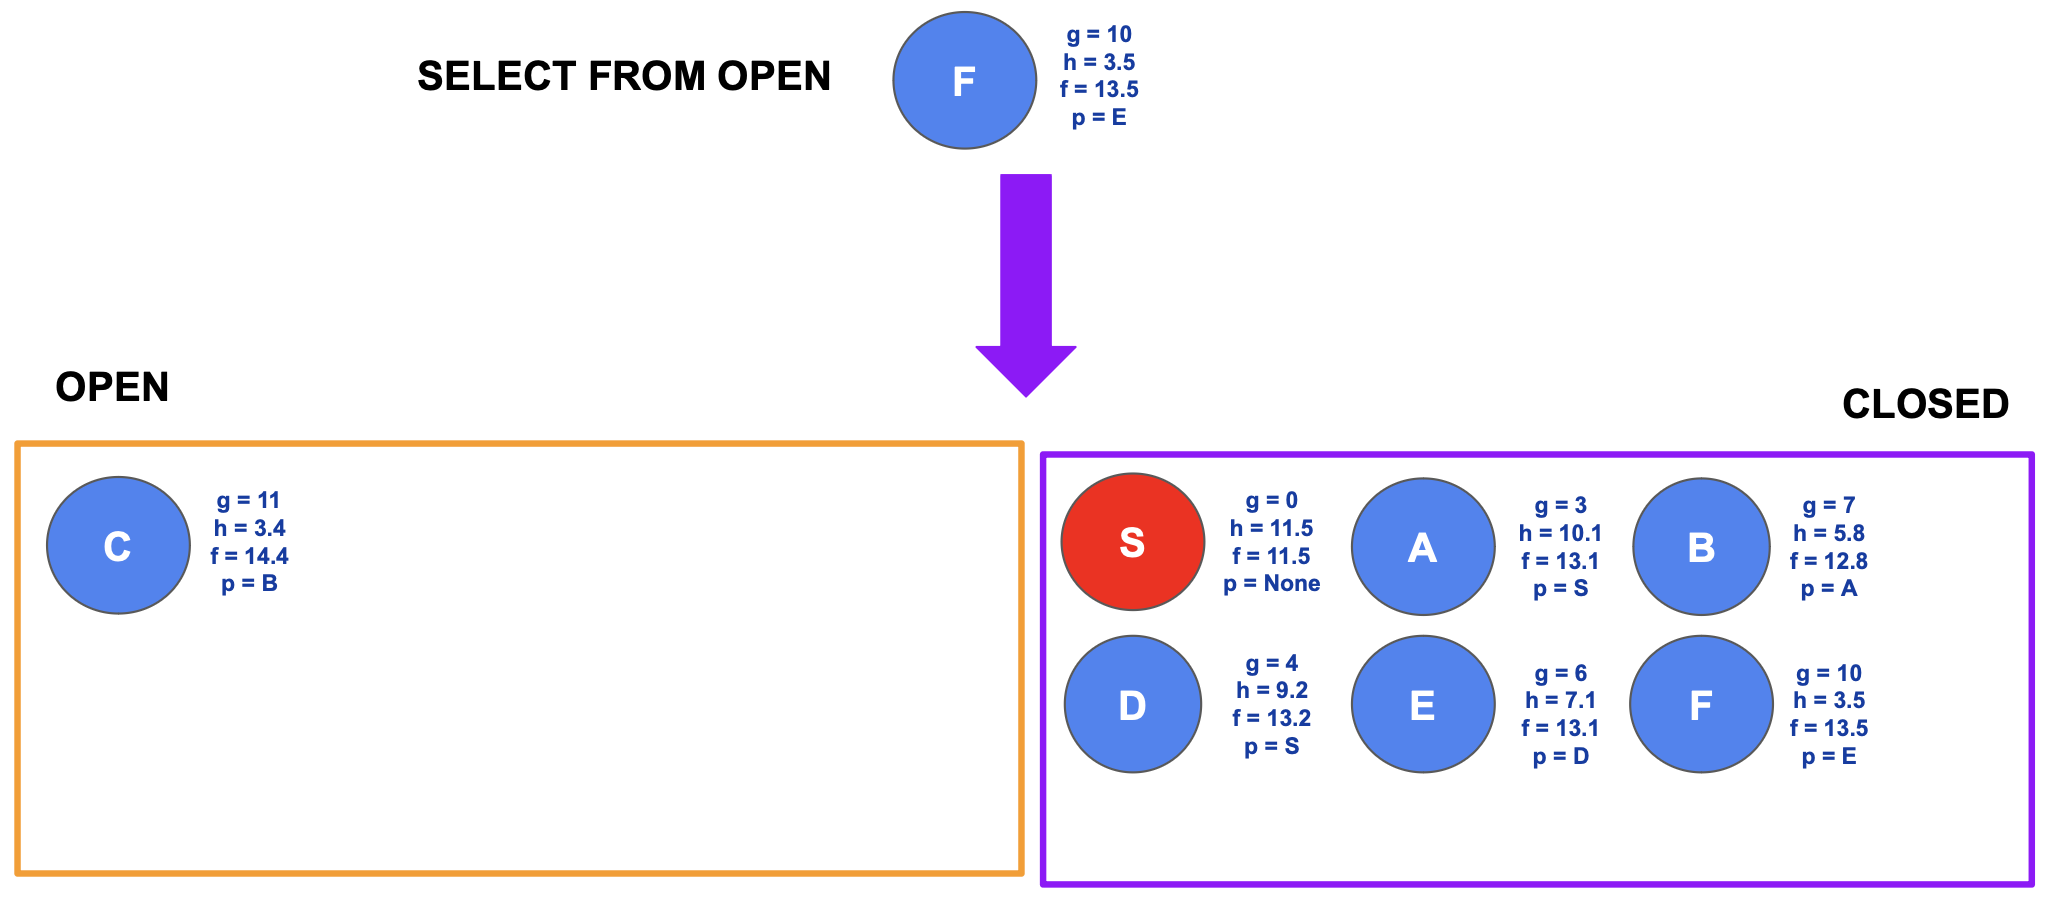 SELECT FROM OPEN
F
g = 10
h = 3.5
f = 13.5
p = E
OPEN
CLOSED
C
g = 11
h = 3.4
f = 14.4
p = B
S
g = 0
h = 11.5
f = 11.5
p = None
A
g = 3
h = 10.1
f = 13.1
p = S
B
g = 7
h = 5.8
f = 12.8
p = A
D
g = 4
h = 9.2
f = 13.2
p = S
E
g = 6
h = 7.1
f = 13.1
p = D
F
g = 10
h = 3.5
f = 13.5
p = E